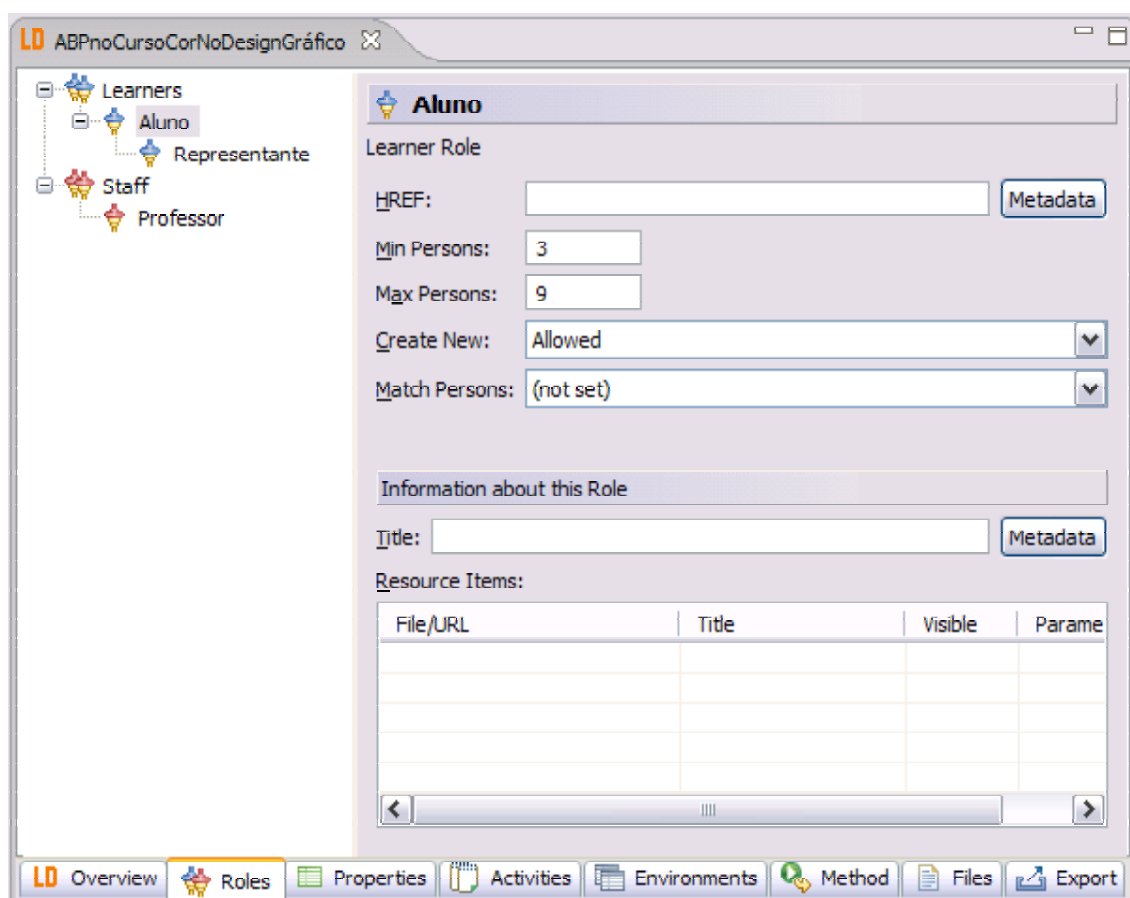 LD ABPnoCursoCorNoDesignGráfico
Learners
Aluno
Representante
Staff
Professor
Aluno
Learner Role
HREF: Metadata
Min Persons: 3
Max Persons: 9
Create New: Allowed
Match Persons: (not set)
Information about this Role
Title: Metadata
Resource Items:
File/URL Title Visible Parame
LD Overview Roles Properties Activities Environments Method Files Export